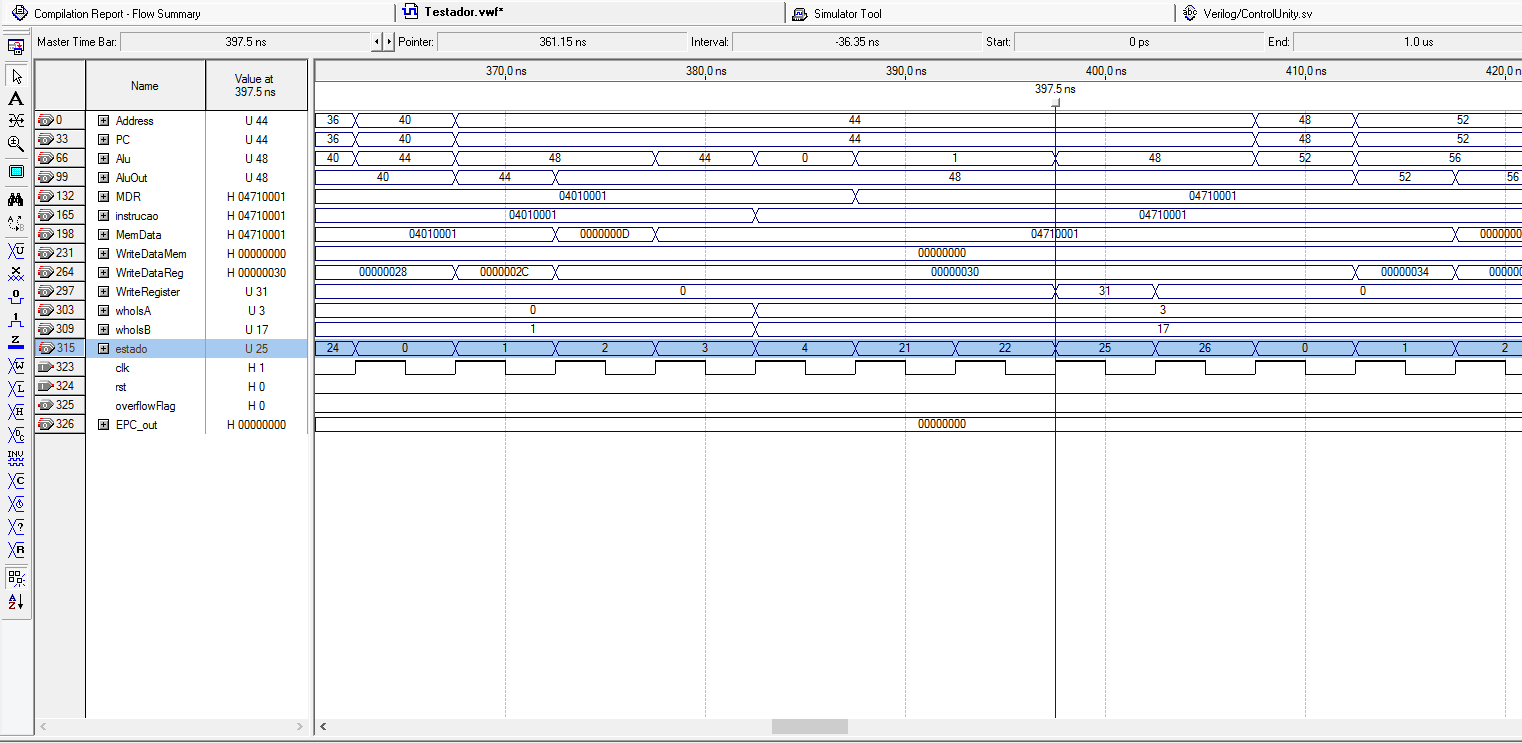 Compilation Report - Flow Summary
Testador.vwf*
Simulator Tool
Verilog/ControlUnity.sv
Master Time Bar: 397.5 ns Pointer: 361.15 ns Interval: -36.35 ns Start: 0 ps End: 1.0 us
Name
Value at
397.5 ns
370,0 ns 380,0 ns 390,0 ns 400,0 ns 410,0 ns 420,0 n
397.5 ns
0 Address U 44 36 40 44 48 52
33 PC U 44 36 40 44 48 52
66 Alu U 48 40 44 48 44 0 1 48 52 56
99 AluOut U 48 40 44 48 52 56
132 MDR H 04710001 04010001 04710001
165 instrucao H 04710001 04010001 04710001
198 MemData H 04710001 04010001 0000000D 04710001 000000
231 WriteDataMem H 00000000 00000000
264 WriteDataReg H 00000030 00000028 0000002C 00000030 00000034 00000
297 WriteRegister U 31 0 31 0
303 whoIsA U 3 0 3
309 whoIsB U 17 1 17
315 estado U 25 24 0 1 2 3 4 21 22 25 26 0 1 2
323 clk H 1
324 rst H 0
325 overflowFlag H 0
326 EPC_out H 00000000 00000000